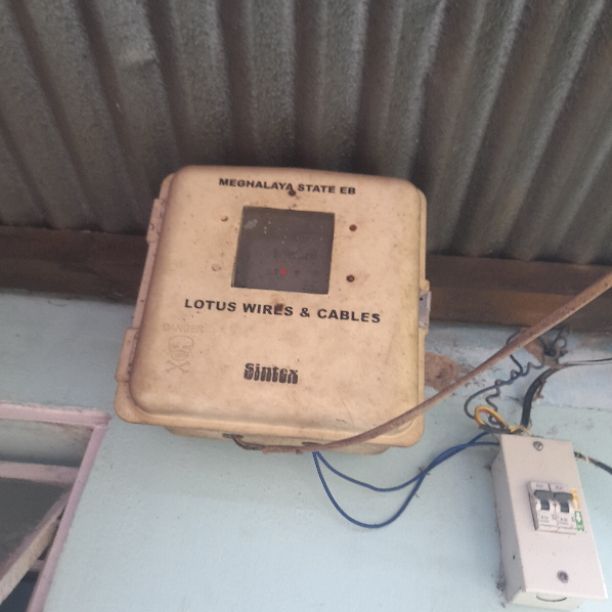 MEGHALAYA STATE EB
LOTUS WIRES & CABLES
DANGER
Sintex